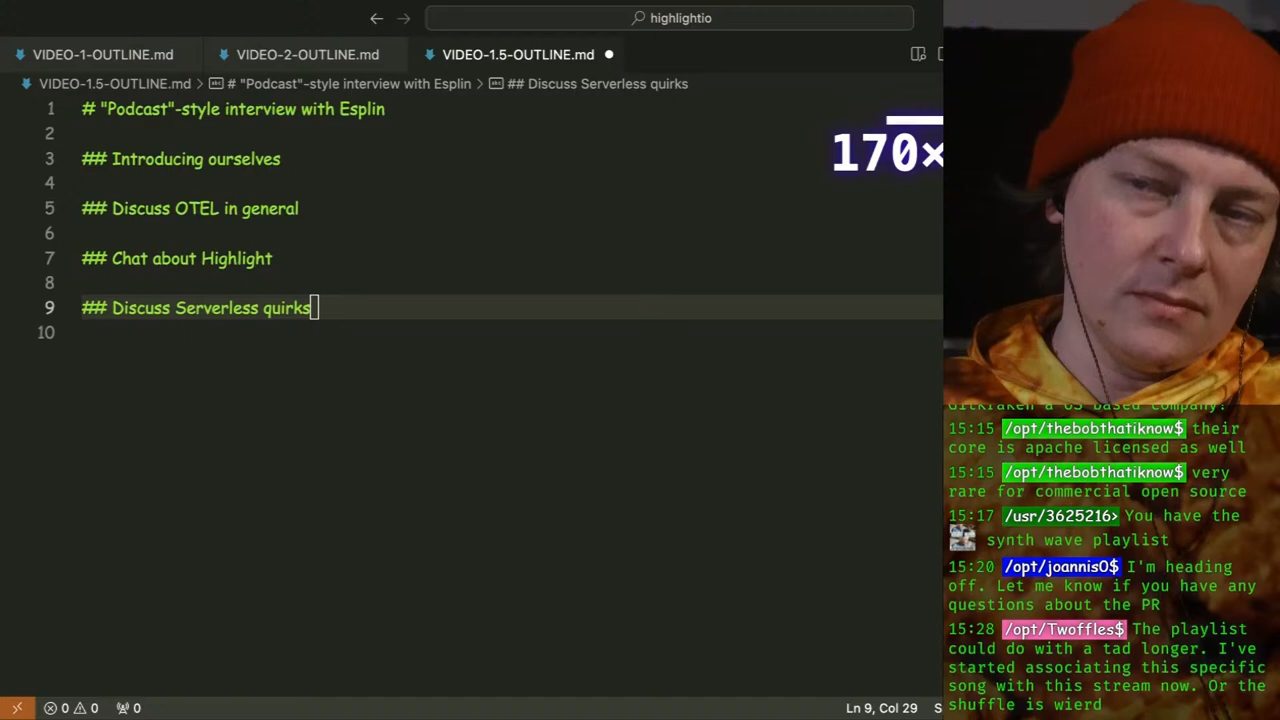 highlightio
VIDEO-1-OUTLINE.md
VIDEO-2-OUTLINE.md
VIDEO-1.5-OUTLINE.md
VIDEO-1.5-OUTLINE.md > # "Podcast"-style interview with Esplin > ## Discuss Serverless quirks
1 # "Podcast"-style interview with Esplin
2
3 ## Introducing ourselves
4
5 ## Discuss OTEL in general
6
7 ## Chat about Highlight
8
9 ## Discuss Serverless quirks
10
170×
0 0 0
Ln 9, Col 29
15:15 /opt/thebobthatiknow$ their
core is apache licensed as well
15:15 /opt/thebobthatiknow$ very
rare for commercial open source
15:17 /usr/3625216> You have the
synth wave playlist
15:20 /opt/joannis0$ I'm heading
off. Let me know if you have any
questions about the PR
15:28 /opt/Twoffles$ The playlist
could do with a tad longer. I've
started associating this specific
song with this stream now. Or the
shuffle is wierd